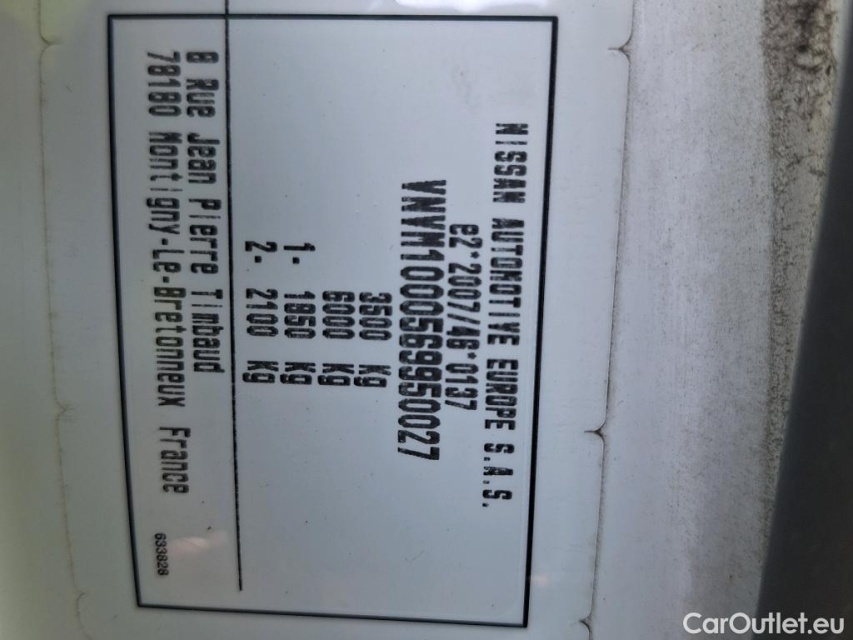 NISSAN AUTOMOTIVE EUROPE S.A.S.
e2*2007/46*0137
VNVM1000569950027
3500 kg
6000 kg
1- 1850 kg
2- 2100 kg
8 Rue Jean Pierre Timbaud
78180 Montigny-Le-Bretonneux France
633828
CarOutlet.eu